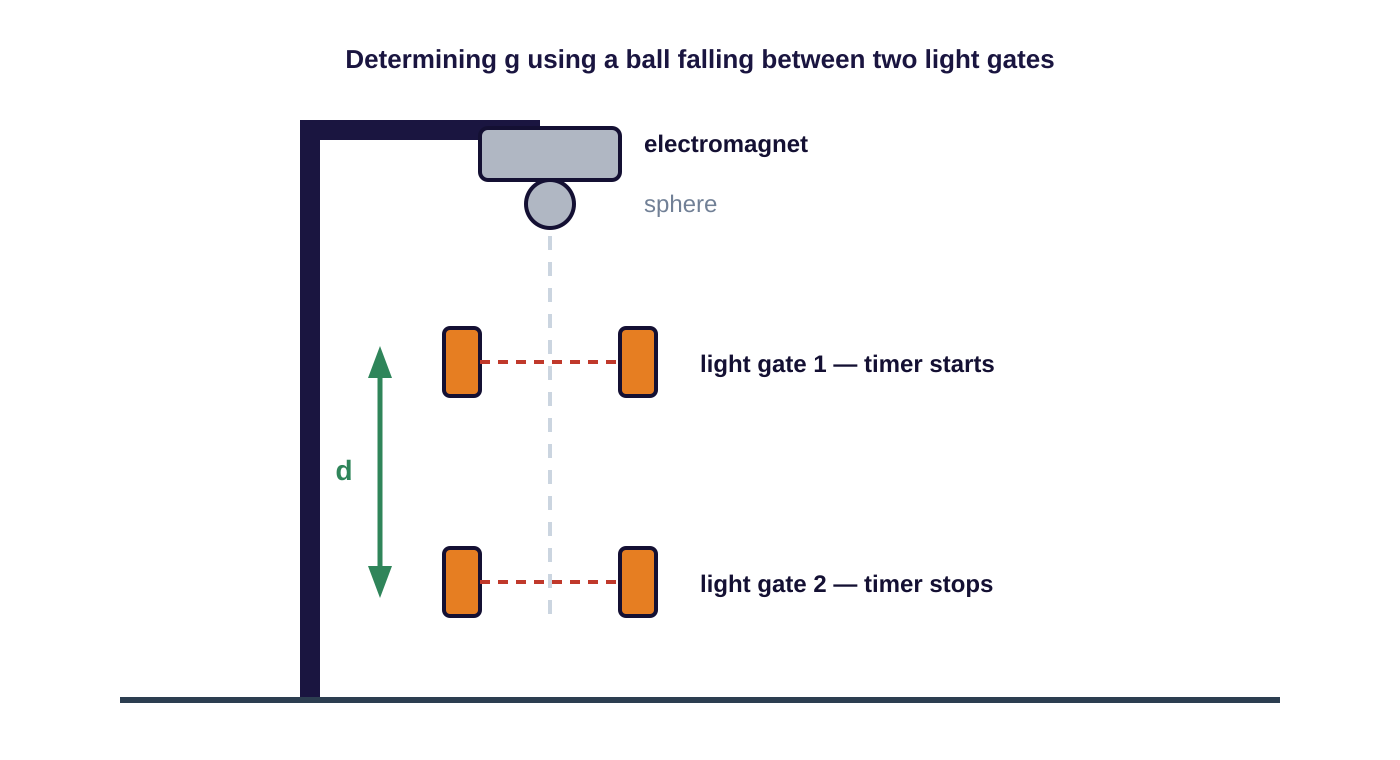 Determining g using a ball falling between two light gates
electromagnet
sphere
light gate 1 — timer starts
d
light gate 2 — timer stops